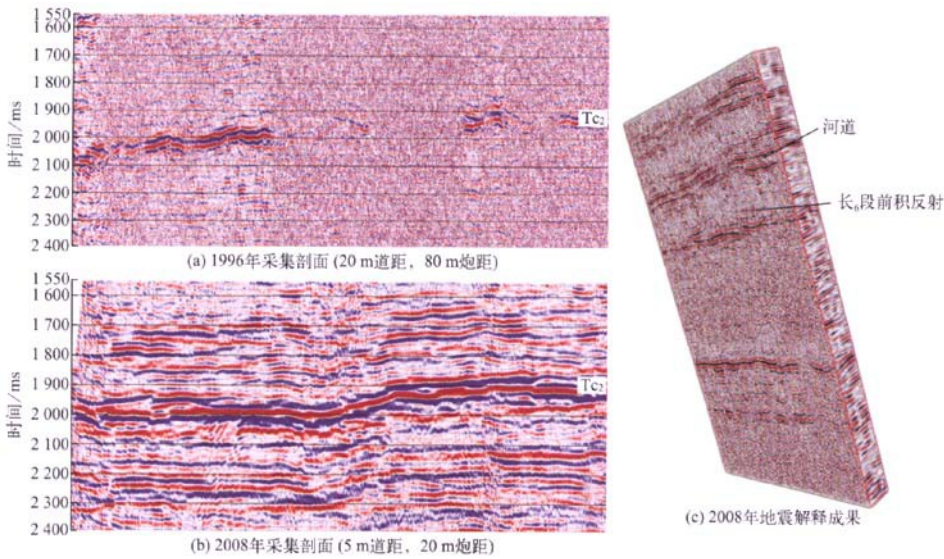 1 550
1 600
1 700
1 800
1 900
2 000
2 100
2 200
2 300
2 400
时间/ms
Tc₂
(a) 1996年采集剖面 (20 m道距，80 m炮距)
1 550
1 600
1 700
1 800
1 900
2 000
2 100
2 200
2 300
2 400
时间/ms
Tc₂
(b) 2008年采集剖面 (5 m道距，20 m炮距)
河道
长₆段前积反射
(c) 2008年地震解释成果